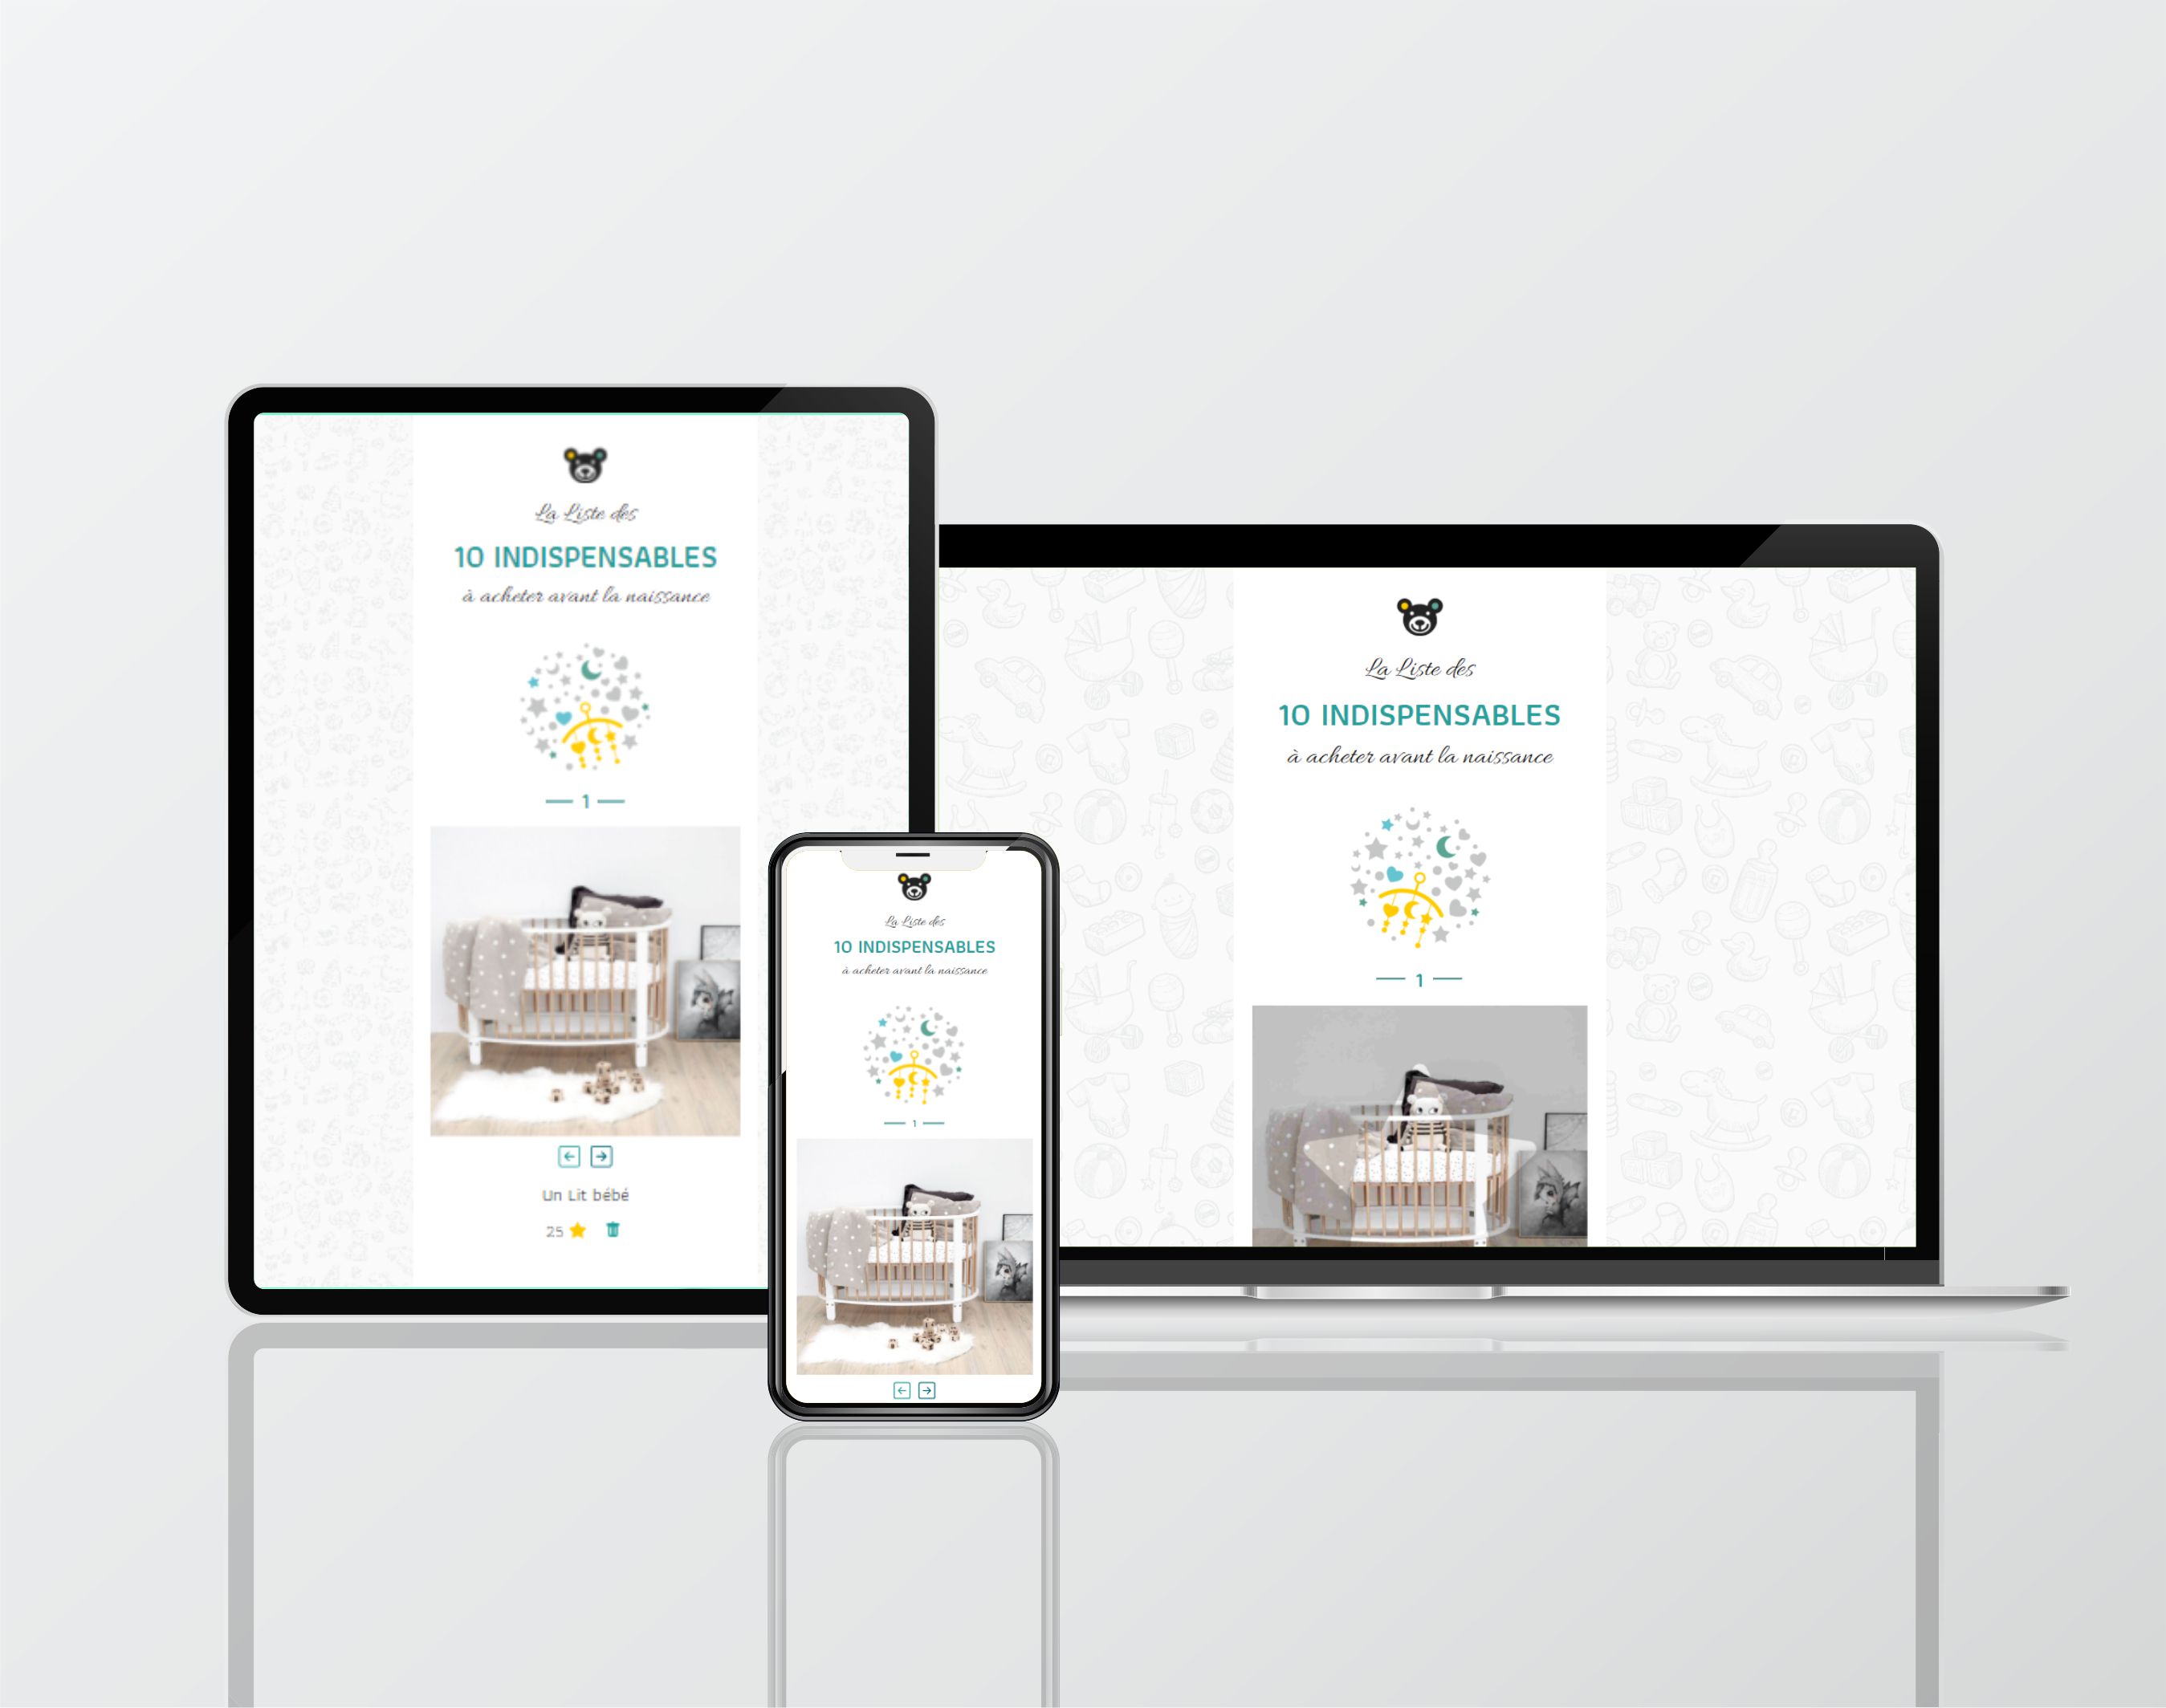 La Liste des
10 INDISPENSABLES
à acheter avant la naissance
1
Un Lit bébé
25
La Liste des
10 INDISPENSABLES
à acheter avant la naissance
1
La Liste des
10 INDISPENSABLES
à acheter avant la naissance
1